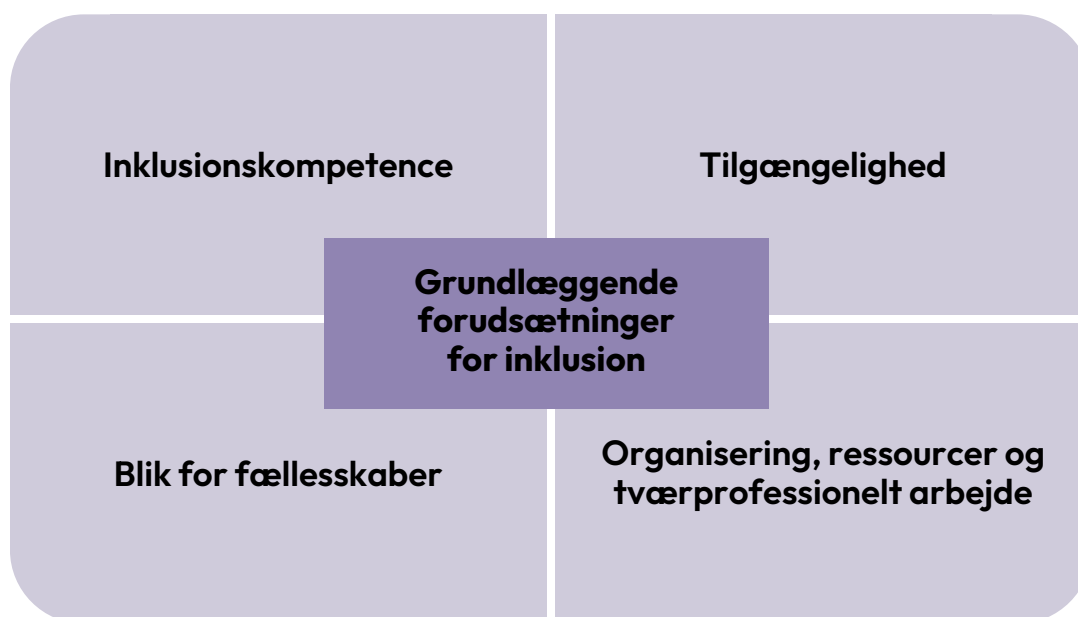 Inklusionskompetence
Tilgængelighed
Grundlæggende
forudsætninger
for inklusion
Blik for fællesskaber
Organisering, ressourcer og
tværprofessionelt arbejde